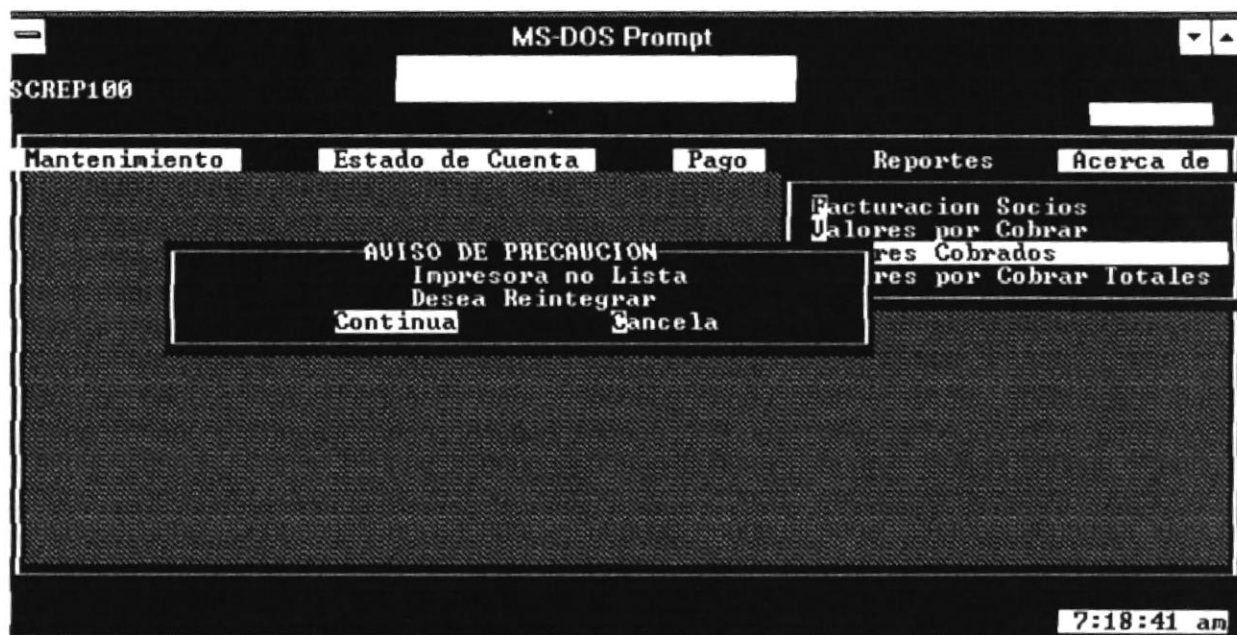 MS-DOS Prompt
SCREP100
Mantenimiento Estado de Cuenta Pago Reportes Acerca de
Facturacion Socios
Valores por Cobrar
res Cobrados
res por Cobrar Totales
AVISO DE PRECAUCION
Impresora no Lista
Desea Reintegrar
Continua Cancela
7:18:41 am